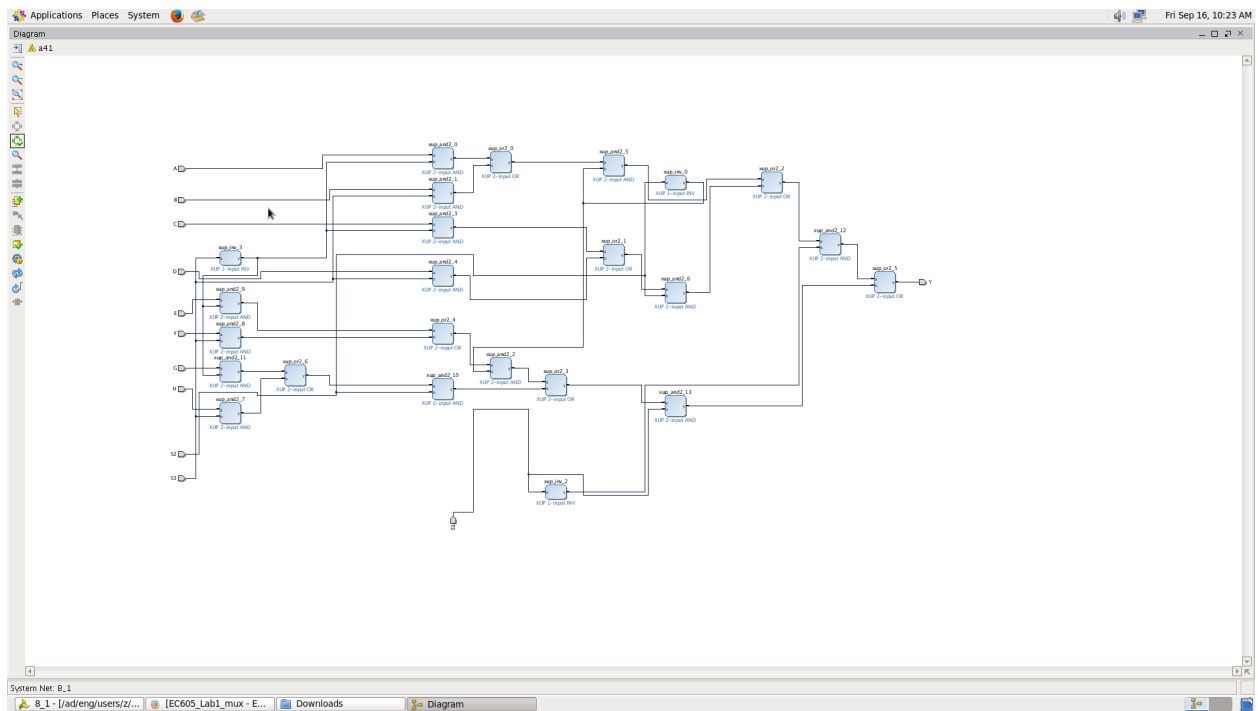 Applications Places System
Fri Sep 16, 10:23 AM
Diagram
a41
xup_and2_0
XUP 2-input AND
xup_or2_0
XUP 2-input OR
xup_and2_5
XUP 2-input AND
xup_inv_0
XUP 1-input INV
xup_or2_2
XUP 2-input OR
A
xup_and2_1
XUP 2-input AND
B
xup_and2_3
XUP 2-input AND
C
xup_and2_12
XUP 2-input AND
xup_inv_3
XUP 1-input INV
xup_or2_1
XUP 2-input OR
xup_and2_4
XUP 2-input AND
D
xup_or2_5
XUP 2-input OR
Y
xup_and2_6
XUP 2-input AND
xup_and2_9
XUP 2-input AND
E
xup_and2_8
XUP 2-input AND
F
xup_or2_4
XUP 2-input OR
xup_and2_11
XUP 2-input AND
G
xup_or2_6
XUP 2-input OR
xup_and2_2
XUP 2-input AND
xup_or2_3
XUP 2-input OR
xup_and2_10
XUP 2-input AND
H
xup_and2_7
XUP 2-input AND
xup_and2_13
XUP 2-input AND
S2
S3
xup_inv_2
XUP 1-input INV
System Net: B_1
8_1 - [/ad/eng/users/z/...
[EC605_Lab1_mux - E...
Downloads
Diagram